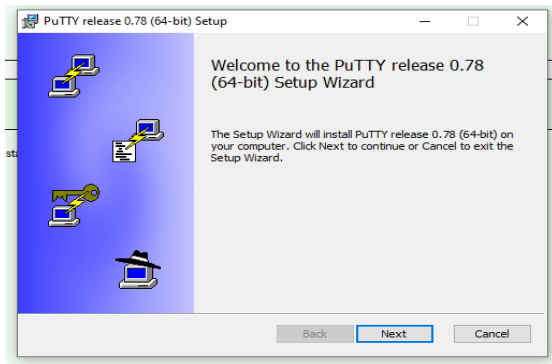 PuTTY release 0.78 (64-bit) Setup
Welcome to the PuTTY release 0.78
(64-bit) Setup Wizard
The Setup Wizard will install PuTTY release 0.78 (64-bit) on
your computer. Click Next to continue or Cancel to exit the
Setup Wizard.
Back Next Cancel